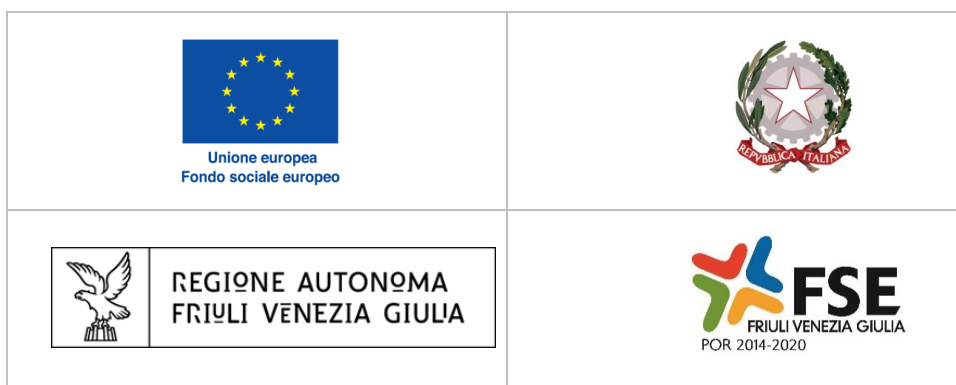 Unione europea
Fondo sociale europeo
REPVBBLICA ITALIANA
REGIONE AUTONOMA
FRIULI VENEZIA GIULIA
FSE
FRIULI VENEZIA GIULIA
POR 2014-2020